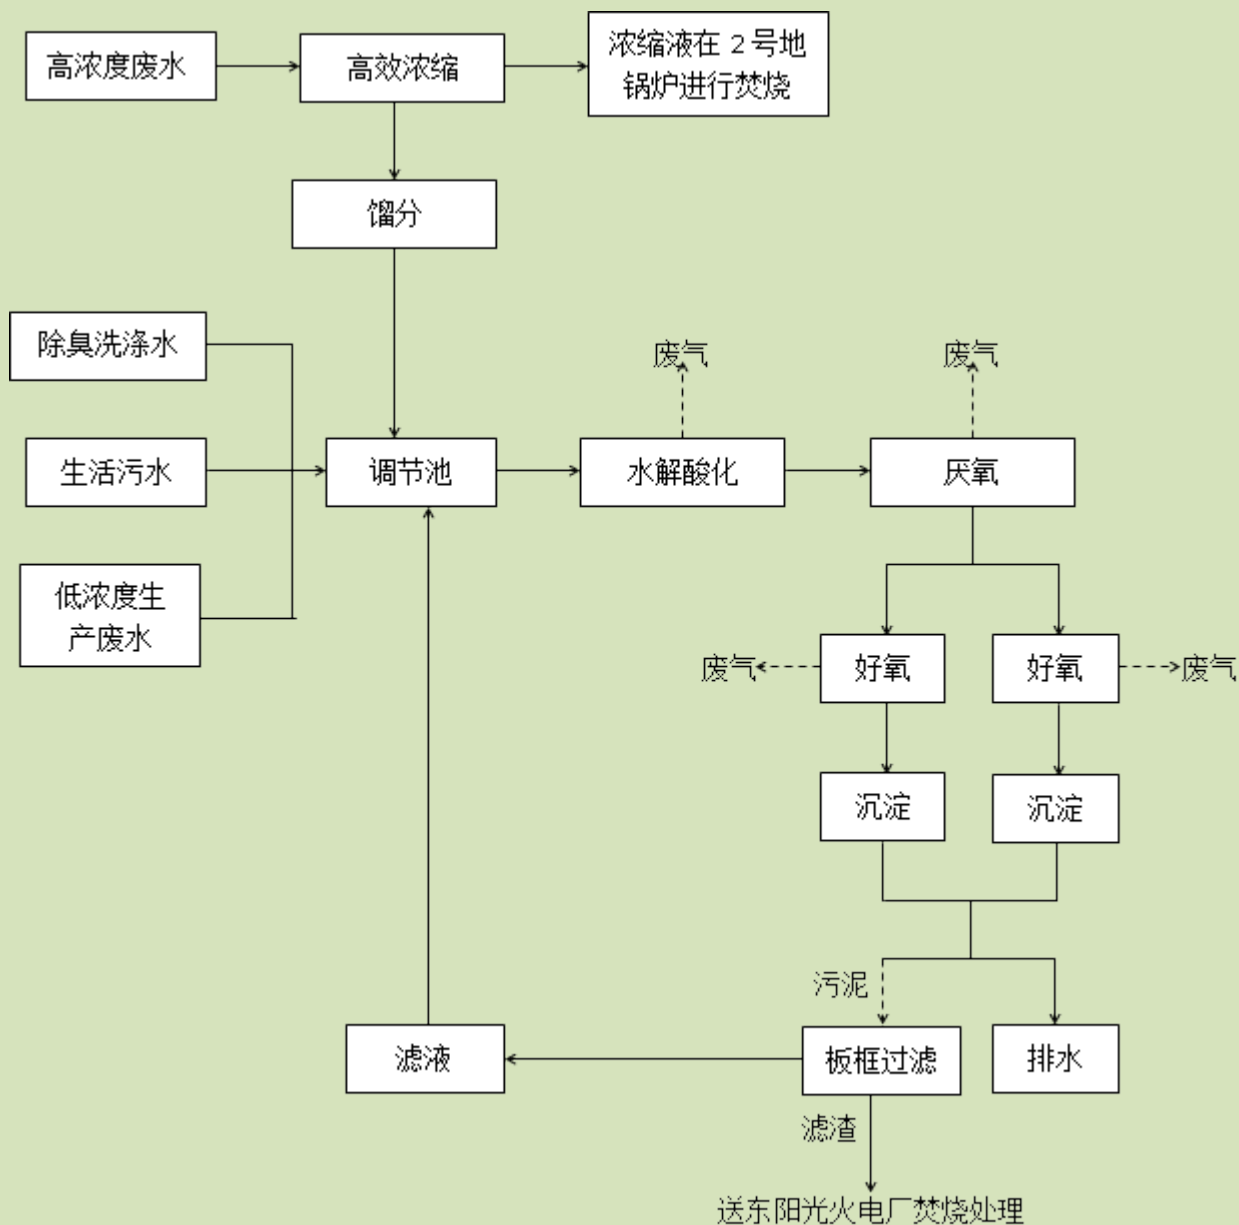 高浓度废水
高效浓缩
浓缩液在 2 号地
锅炉进行焚烧
馏分
除臭洗涤水
废气
废气
生活污水
调节池
水解酸化
厌氧
低浓度生
产废水
废气
好氧
好氧
废气
沉淀
沉淀
污泥
滤液
板框过滤
排水
滤渣
送东阳光火电厂焚烧处理